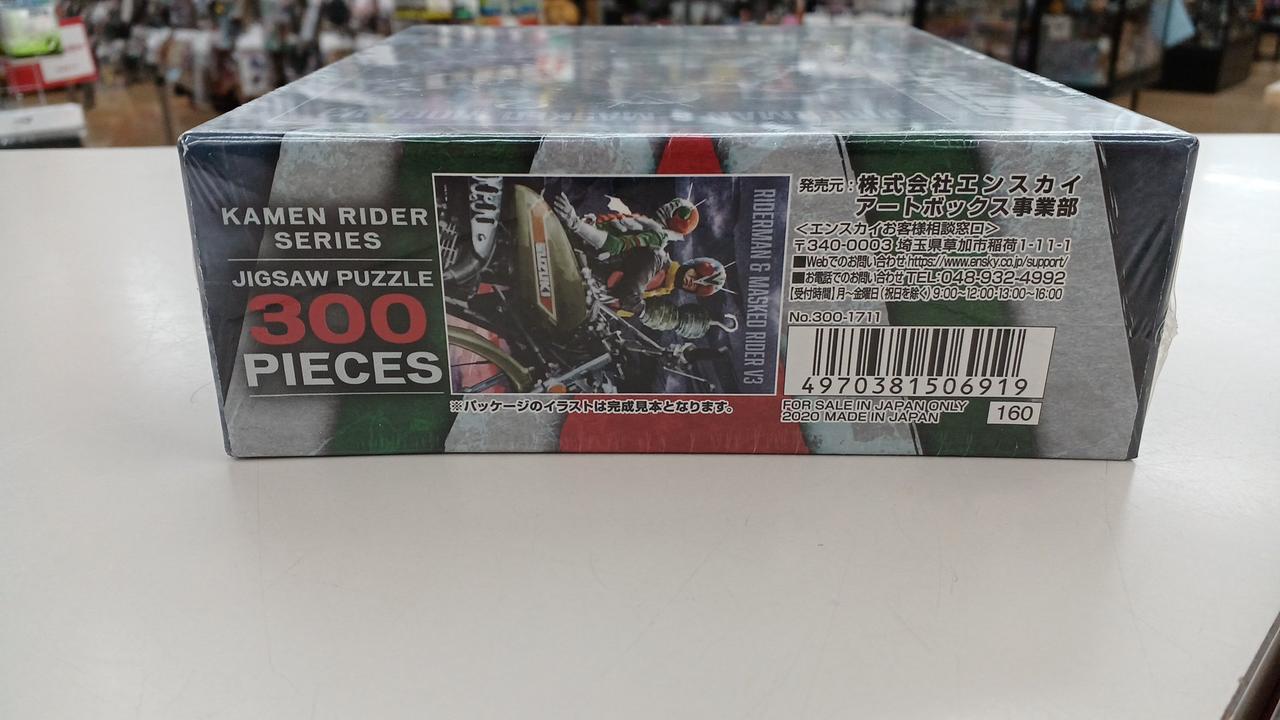 KAMEN RIDER
SERIES
JIGSAW PUZZLE
300
PIECES
SUZUKI
RIDERMAN & MASKED RIDER V3
※パッケージのイラストは完成見本となります。
発売元：株式会社エンスカイ
アートボックス事業部
＜エンスカイお客様相談窓口＞
〒340-0003 埼玉県草加市稲荷1-11-1
■Webでのお問い合わせ https://www.ensky.co.jp/support/
■お電話でのお問い合わせ TEL:048-932-4992
【受付時間】月〜金曜日(祝日を除く) 9:00〜12:00・13:00〜16:00
No.300-1711
4970381506919
FOR SALE IN JAPAN ONLY
2020 MADE IN JAPAN
160